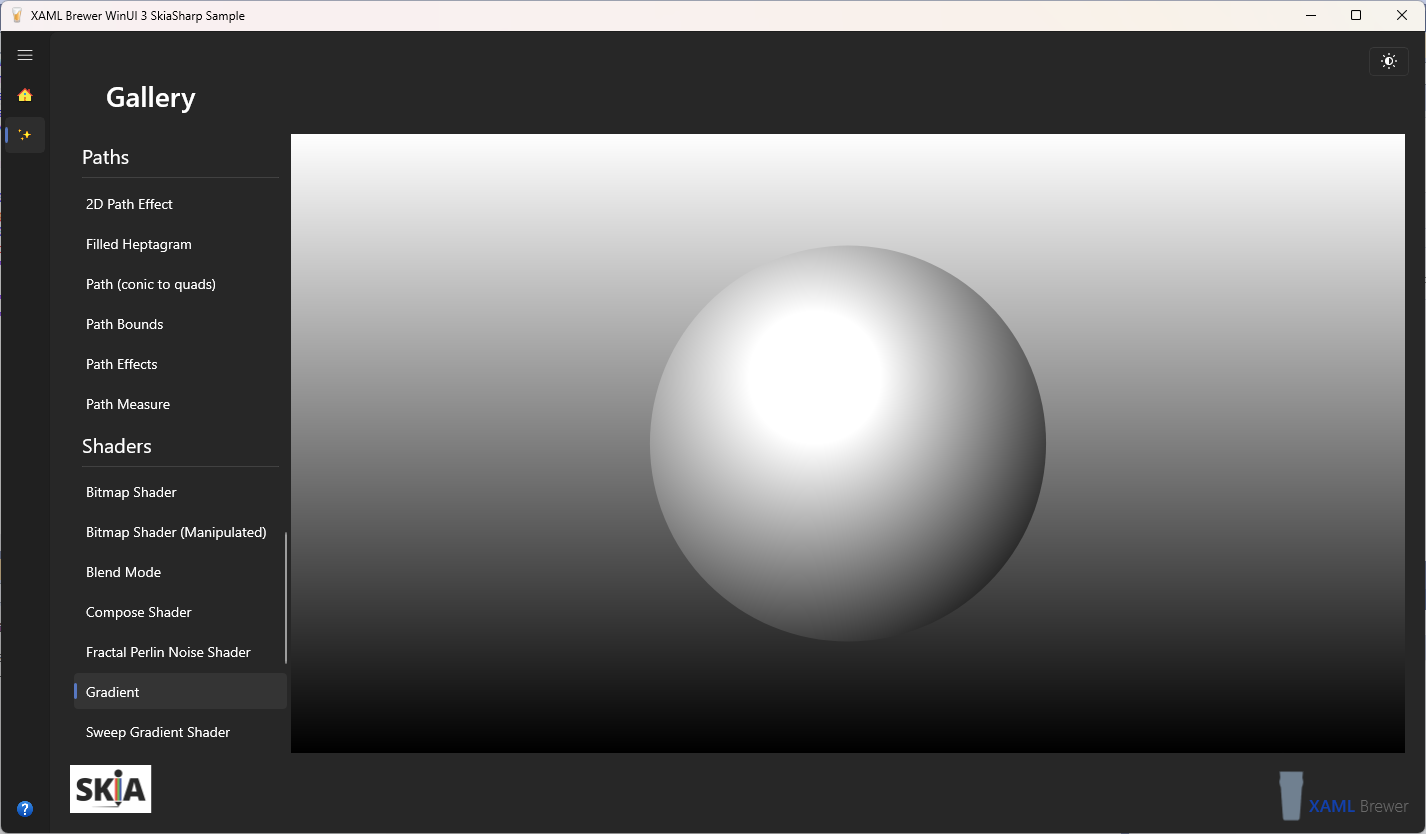 XAML Brewer WinUI 3 SkiaSharp Sample
Gallery
Paths
2D Path Effect
Filled Heptagram
Path (conic to quads)
Path Bounds
Path Effects
Path Measure
Shaders
Bitmap Shader
Bitmap Shader (Manipulated)
Blend Mode
Compose Shader
Fractal Perlin Noise Shader
Gradient
Sweep Gradient Shader
SKiA
?
XAML Brewer